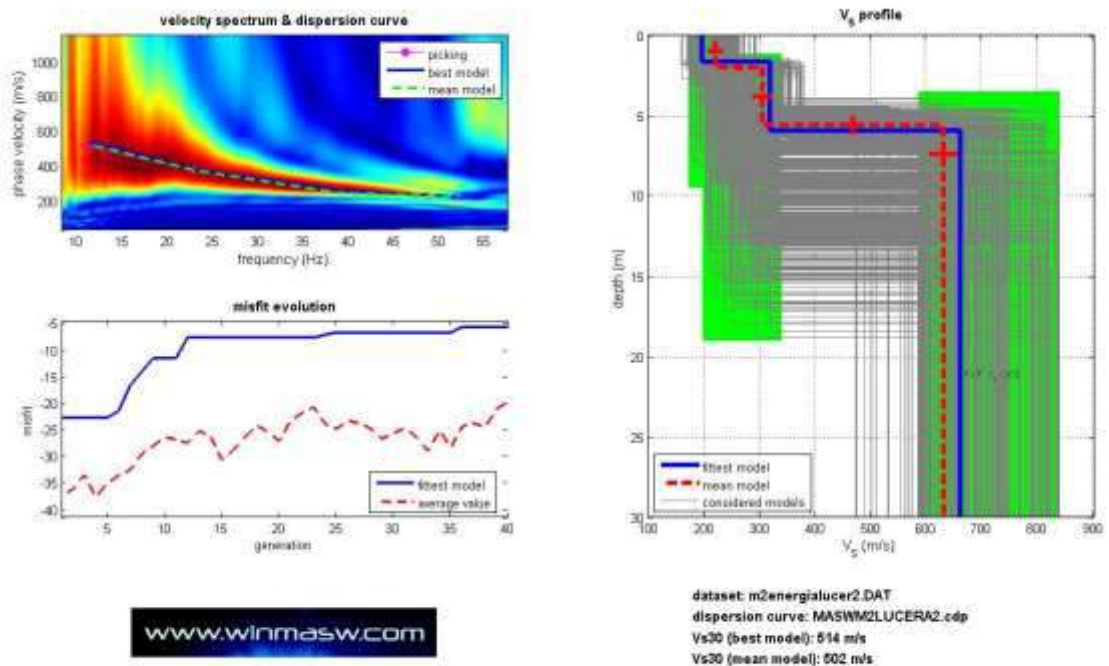 velocity spectrum & dispersion curve
phase velocity (m/s)
1000
800
600
400
200
picking
best model
mean model
10 15 20 25 30 35 40 45 50 55
frequency (Hz)
misfit evolution
misfit
-5
-10
-15
-20
-25
-30
-35
-40
fittest model
average value
5 10 15 20 25 30 35 40
generation
www.winmasw.com
VS profile
depth (m)
0
5
10
15
20
25
30
fittest model
mean model
considered models
100 200 300 400 500 600 700 800 900
VS (m/s)
dataset: m2energialucer2.DAT
dispersion curve: MASWM2LUCERA2.cdp
Vs30 (best model): 514 m/s
Vs30 (mean model): 502 m/s